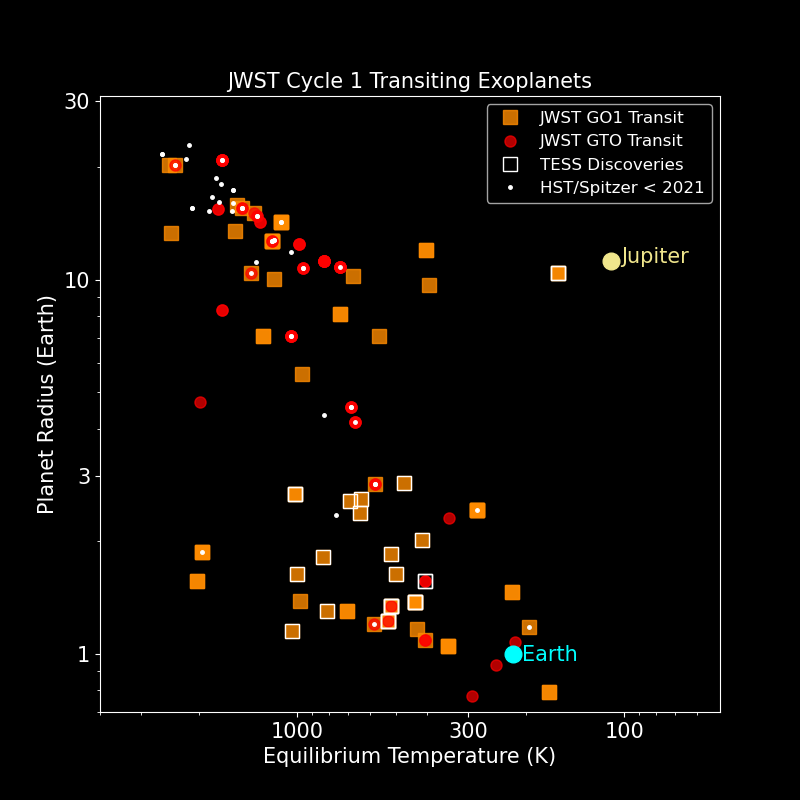 JWST Cycle 1 Transiting Exoplanets
30
10
3
1
Planet Radius (Earth)
JWST GO1 Transit
JWST GTO Transit
TESS Discoveries
HST/Spitzer < 2021
Jupiter
Earth
1000
300
100
Equilibrium Temperature (K)